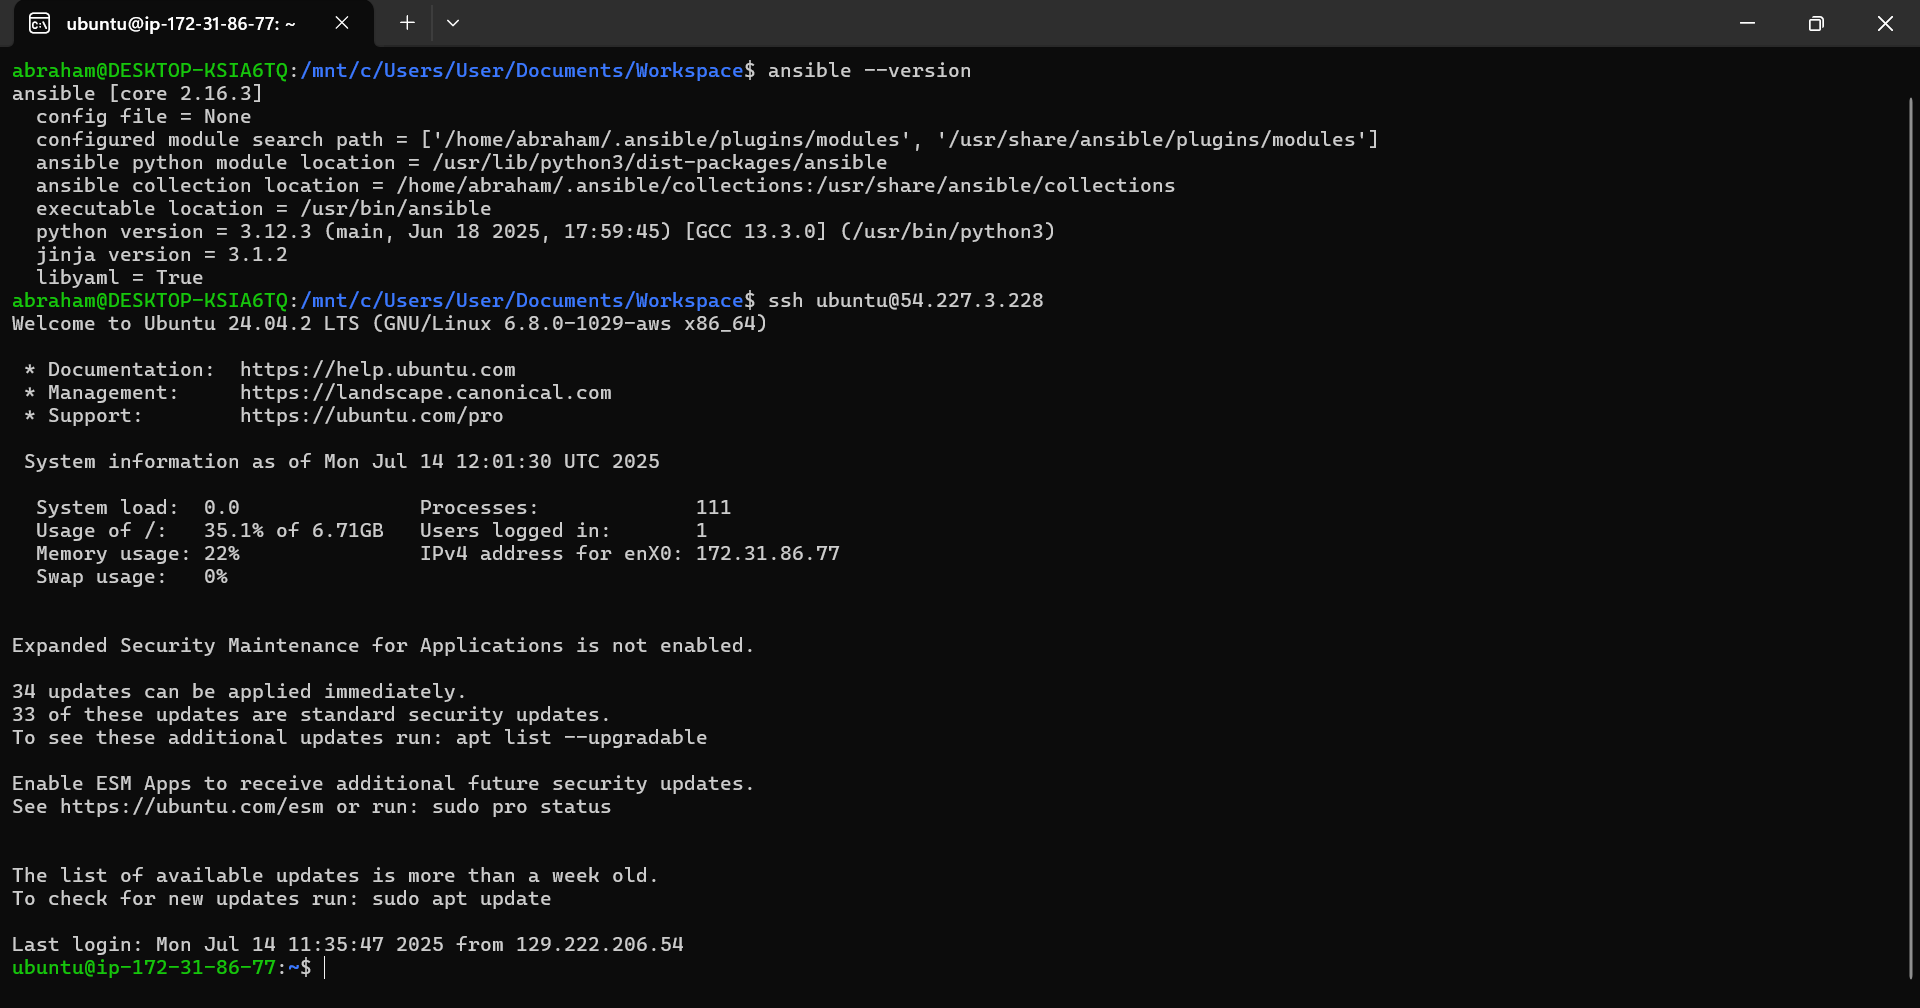 ubuntu@ip-172-31-86-77: ~
abraham@DESKTOP-KSIA6TQ:/mnt/c/Users/User/Documents/Workspace$ ansible --version
ansible [core 2.16.3]
  config file = None
  configured module search path = ['/home/abraham/.ansible/plugins/modules', '/usr/share/ansible/plugins/modules']
  ansible python module location = /usr/lib/python3/dist-packages/ansible
  ansible collection location = /home/abraham/.ansible/collections:/usr/share/ansible/collections
  executable location = /usr/bin/ansible
  python version = 3.12.3 (main, Jun 18 2025, 17:59:45) [GCC 13.3.0] (/usr/bin/python3)
  jinja version = 3.1.2
  libyaml = True
abraham@DESKTOP-KSIA6TQ:/mnt/c/Users/User/Documents/Workspace$ ssh ubuntu@54.227.3.228
Welcome to Ubuntu 24.04.2 LTS (GNU/Linux 6.8.0-1029-aws x86_64)

 * Documentation:  https://help.ubuntu.com
 * Management:     https://landscape.canonical.com
 * Support:        https://ubuntu.com/pro

 System information as of Mon Jul 14 12:01:30 UTC 2025

  System load:  0.0               Processes:             111
  Usage of /:   35.1% of 6.71GB   Users logged in:       1
  Memory usage: 22%               IPv4 address for enX0: 172.31.86.77
  Swap usage:   0%

Expanded Security Maintenance for Applications is not enabled.

34 updates can be applied immediately.
33 of these updates are standard security updates.
To see these additional updates run: apt list --upgradable

Enable ESM Apps to receive additional future security updates.
See https://ubuntu.com/esm or run: sudo pro status

The list of available updates is more than a week old.
To check for new updates run: sudo apt update

Last login: Mon Jul 14 11:35:47 2025 from 129.222.206.54
ubuntu@ip-172-31-86-77:~$